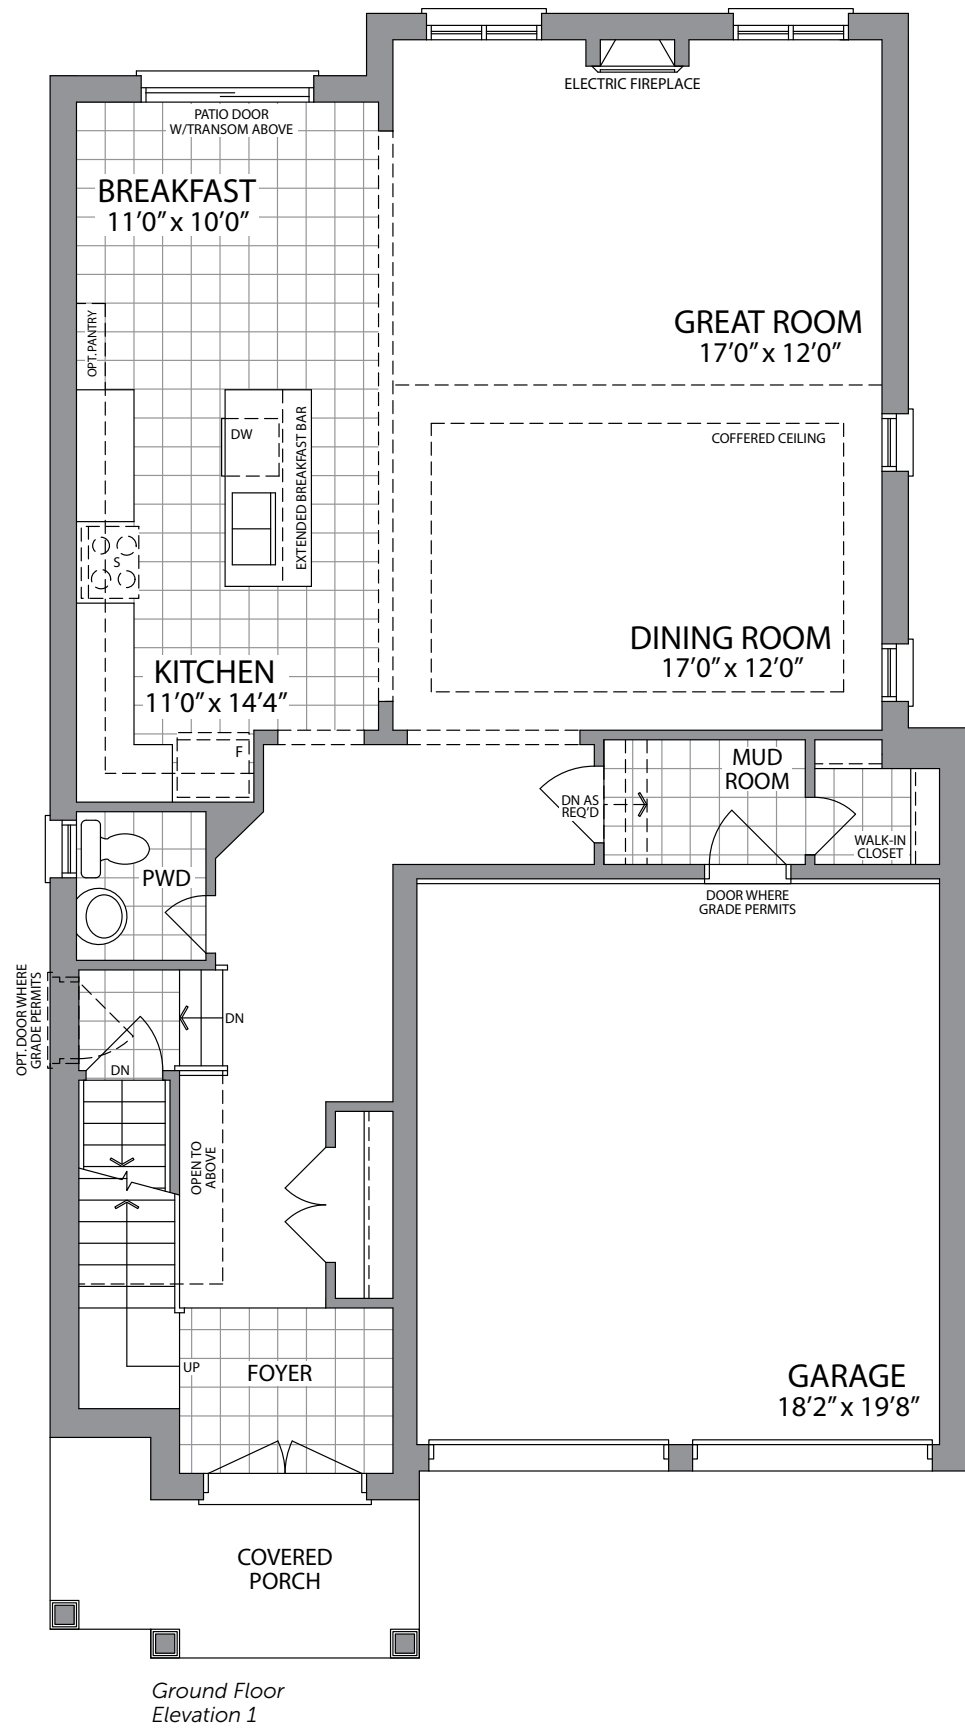 ELECTRIC FIREPLACE
PATIO DOOR
W/TRANSOM ABOVE
BREAKFAST
11'0" x 10'0"
GREAT ROOM
17'0" x 12'0"
OPT. PANTRY
COFFERED CEILING
DW
EXTENDED BREAKFAST BAR
S
DINING ROOM
17'0" x 12'0"
KITCHEN
11'0" x 14'4"
F
MUD
ROOM
DN AS
REQ'D
WALK-IN
CLOSET
PWD
DOOR WHERE
GRADE PERMITS
OPT. DOOR WHERE
GRADE PERMITS
DN
DN
OPEN TO
ABOVE
UP
FOYER
GARAGE
18'2" x 19'8"
COVERED
PORCH
Ground Floor
Elevation 1